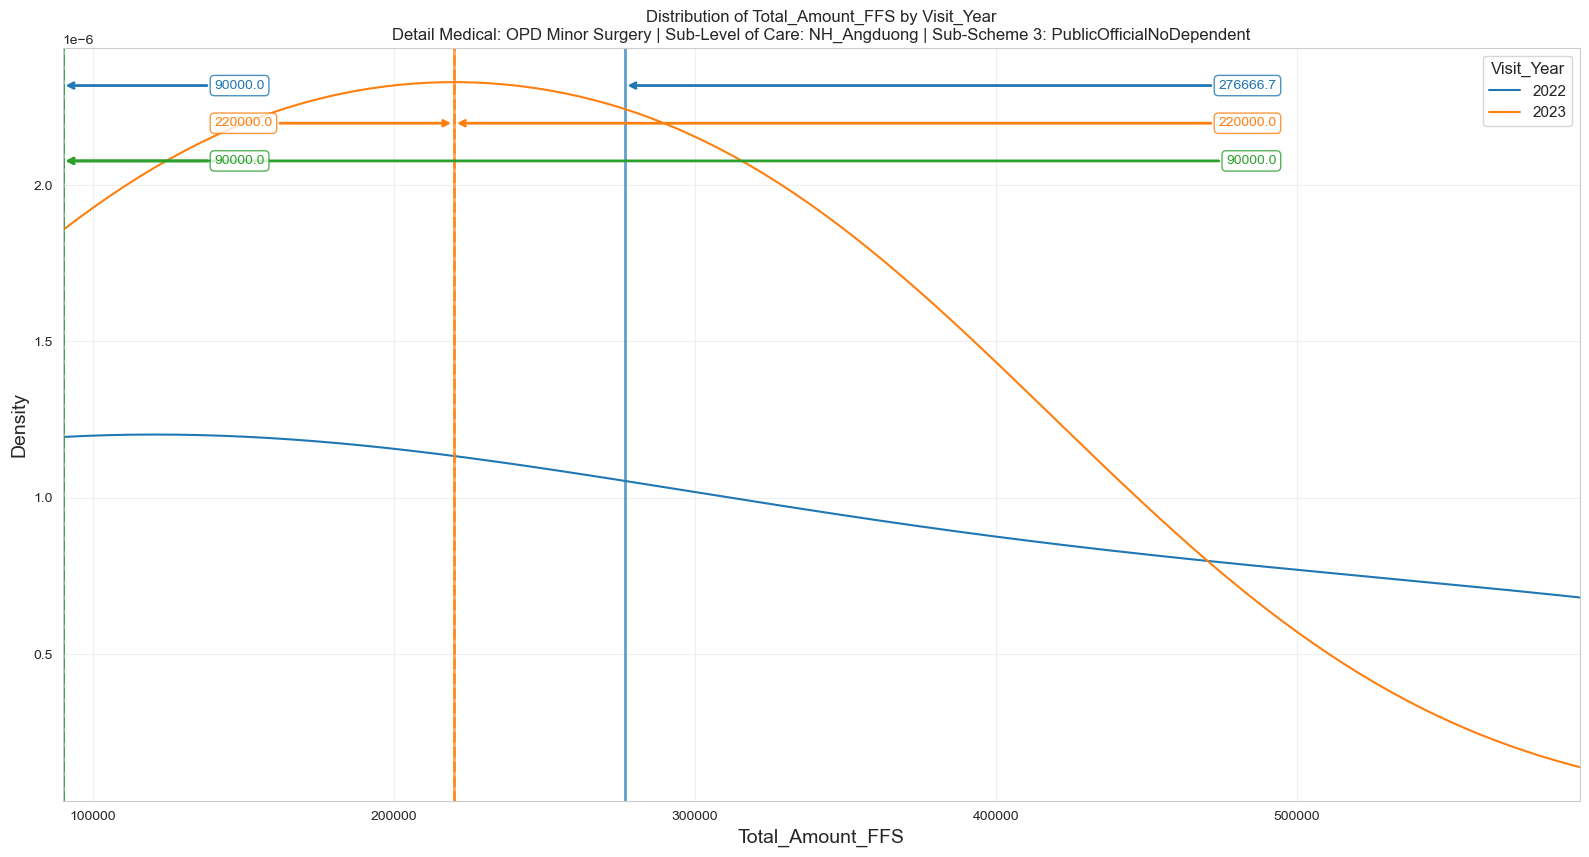 Distribution of Total_Amount_FFS by Visit_Year
Detail Medical: OPD Minor Surgery | Sub-Level of Care: NH_Angduong | Sub-Scheme 3: PublicOfficialNoDependent
1e−6
Visit_Year
2022
2023
90000.0
276666.7
220000.0
220000.0
90000.0
90000.0
2.0
1.5
1.0
0.5
Density
100000
200000
300000
400000
500000
Total_Amount_FFS